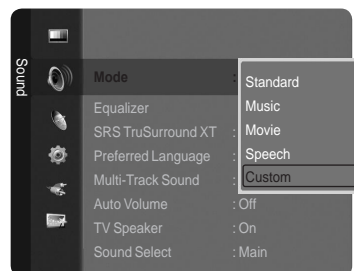 Sound
Mode :
Standard
Music
Movie
Speech
Custom
Equalizer
SRS TruSurround XT :
Preferred Language :
Multi-Track Sound :
Auto Volume : Off
TV Speaker : On
Sound Select : Main